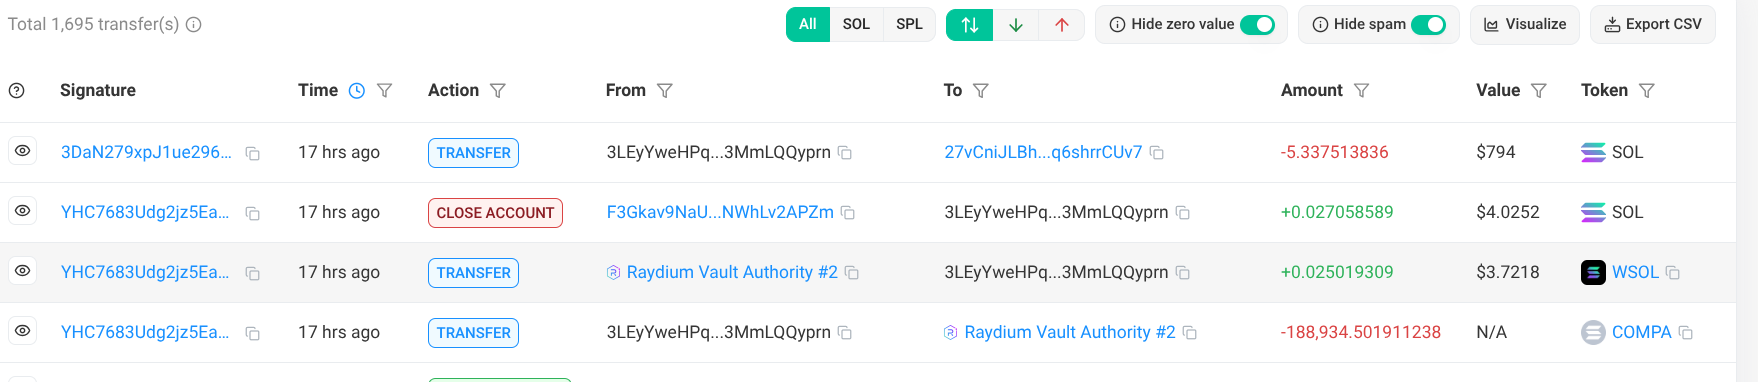 Total 1,695 transfer(s)
All SOL SPL Hide zero value Hide spam Visualize Export CSV
Signature Time Action From To Amount Value Token
3DaN279xpJ1ue296... 17 hrs ago TRANSFER 3LEyYweHPq...3MmLQQyprn 27vCniJLBh...q6shrrCUv7 -5.337513836 $794 SOL
YHC7683Udg2jz5Ea... 17 hrs ago CLOSE ACCOUNT F3Gkav9NaU...NWhLv2APZm 3LEyYweHPq...3MmLQQyprn +0.027058589 $4.0252 SOL
YHC7683Udg2jz5Ea... 17 hrs ago TRANSFER Raydium Vault Authority #2 3LEyYweHPq...3MmLQQyprn +0.025019309 $3.7218 WSOL
YHC7683Udg2jz5Ea... 17 hrs ago TRANSFER 3LEyYweHPq...3MmLQQyprn Raydium Vault Authority #2 -188,934.501911238 N/A COMPA